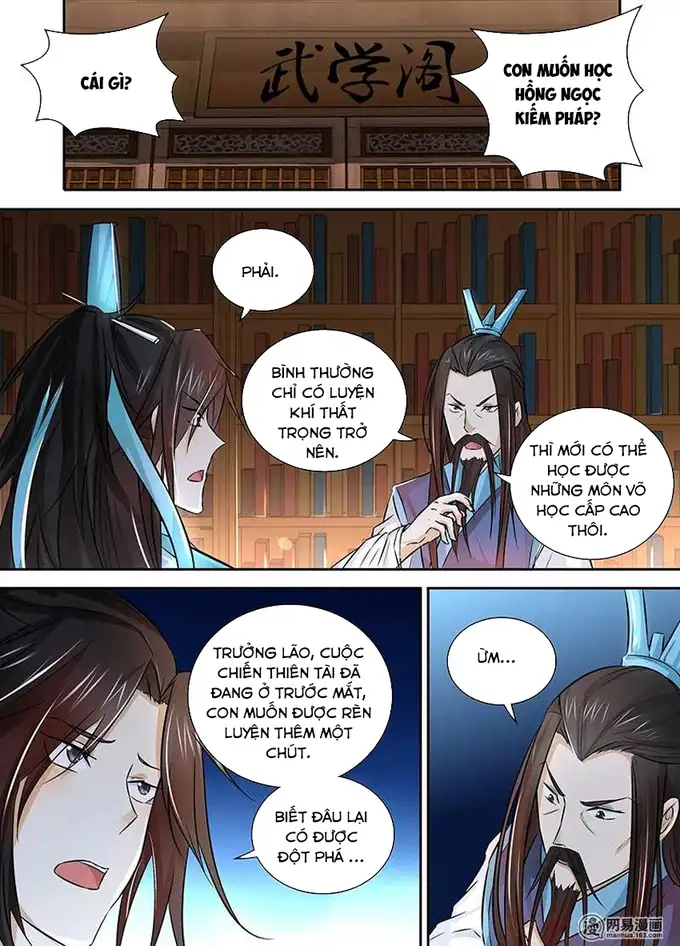 武学阁
CÁI GÌ?
CON MUỐN HỌC
HỒNG NGỌC
KIẾM PHÁP?
PHẢI.
BÌNH THƯỜNG
CHỈ CÓ LUYỆN
KHÍ THẤT
TRỌNG TRỞ
NÊN.
THÌ MỚI CÓ THỂ
HỌC ĐƯỢC
NHỮNG MÔN VÕ
HỌC CẤP CAO
THÔI.
TRƯỞNG LÃO, CUỘC
CHIẾN THIÊN TÀI ĐÃ
ĐANG Ở TRƯỚC MẮT,
CON MUỐN ĐƯỢC RÈN
LUYỆN THÊM MỘT
CHÚT.
BIẾT ĐÂU LẠI
CÓ ĐƯỢC
ĐỘT PHÁ ...
ỪM...
网易漫画
manhua.163.com